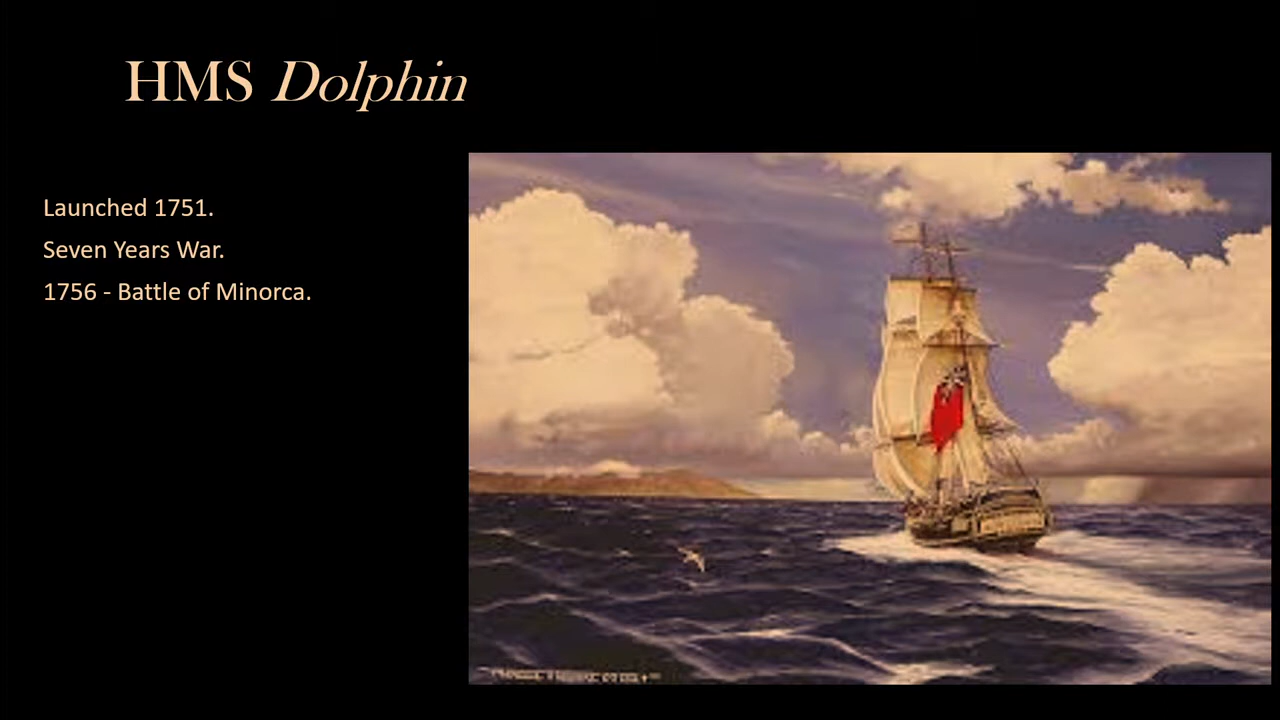 HMS Dolphin
Launched 1751.
Seven Years War.
1756 - Battle of Minorca.